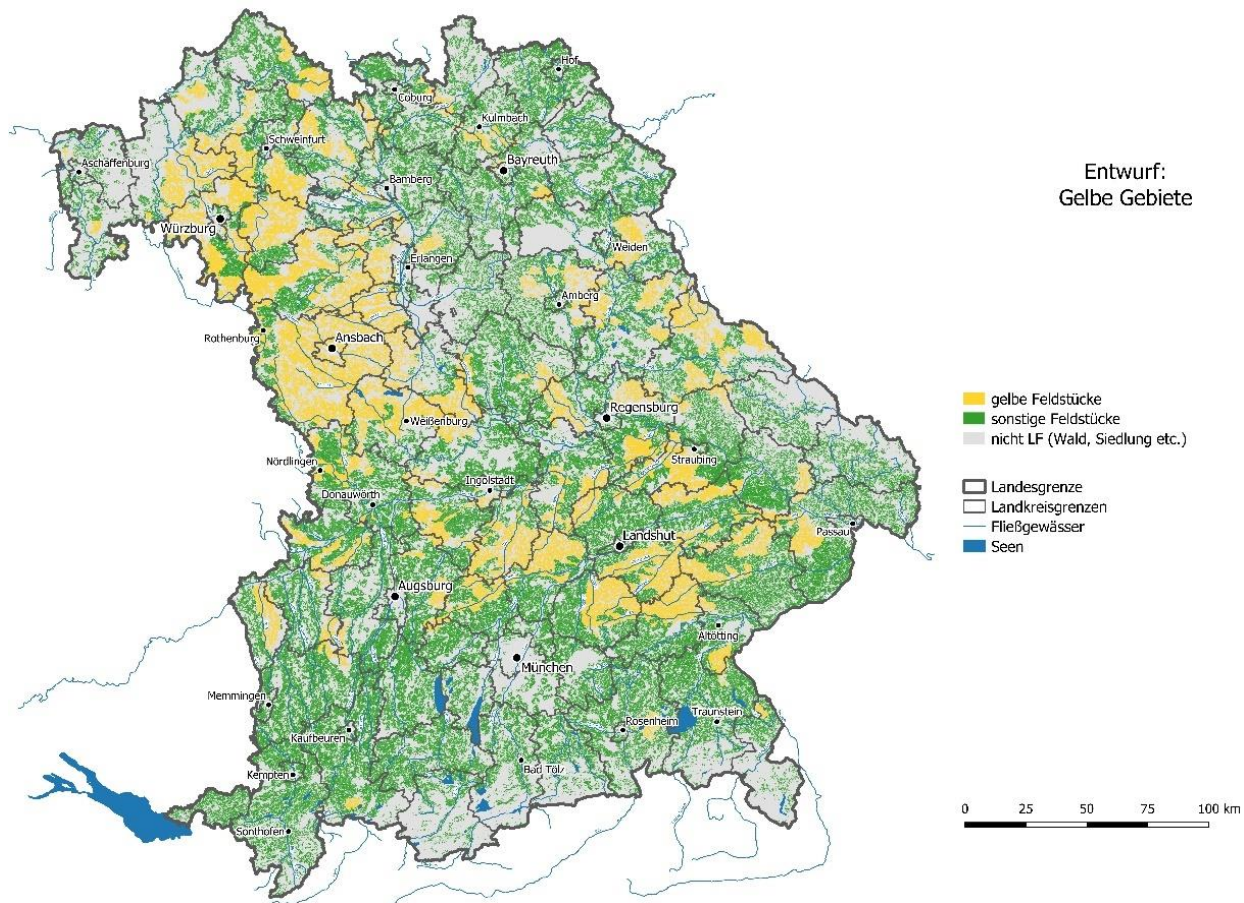 Hof
Coburg
Kulmbach
Schweinfurt
Aschaffenburg
Bayreuth
Bamberg
Würzburg
Weiden
Erlangen
Amberg
Rothenburg
Ansbach
Regensburg
Weißenburg
Straubing
Nördlingen
Ingolstadt
Donauwörth
Passau
Landshut
Augsburg
Altötting
München
Memmingen
Traunstein
Rosenheim
Kaufbeuren
Bad Tölz
Kempten
Sonthofen
Entwurf:
Gelbe Gebiete
gelbe Feldstücke
sonstige Feldstücke
nicht LF (Wald, Siedlung etc.)
Landesgrenze
Landkreisgrenzen
Fließgewässer
Seen
0 25 50 75 100 km